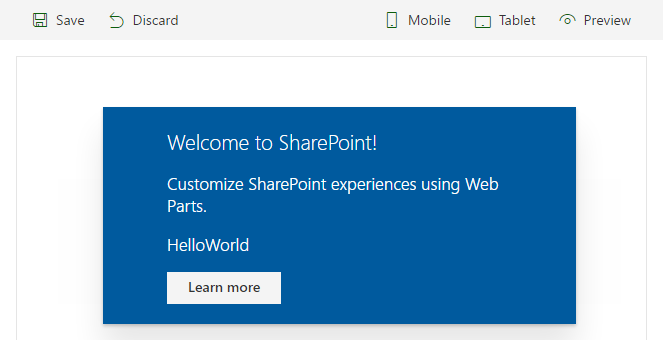 Save Discard Mobile Tablet Preview
Welcome to SharePoint!
Customize SharePoint experiences using Web
Parts.
HelloWorld
Learn more